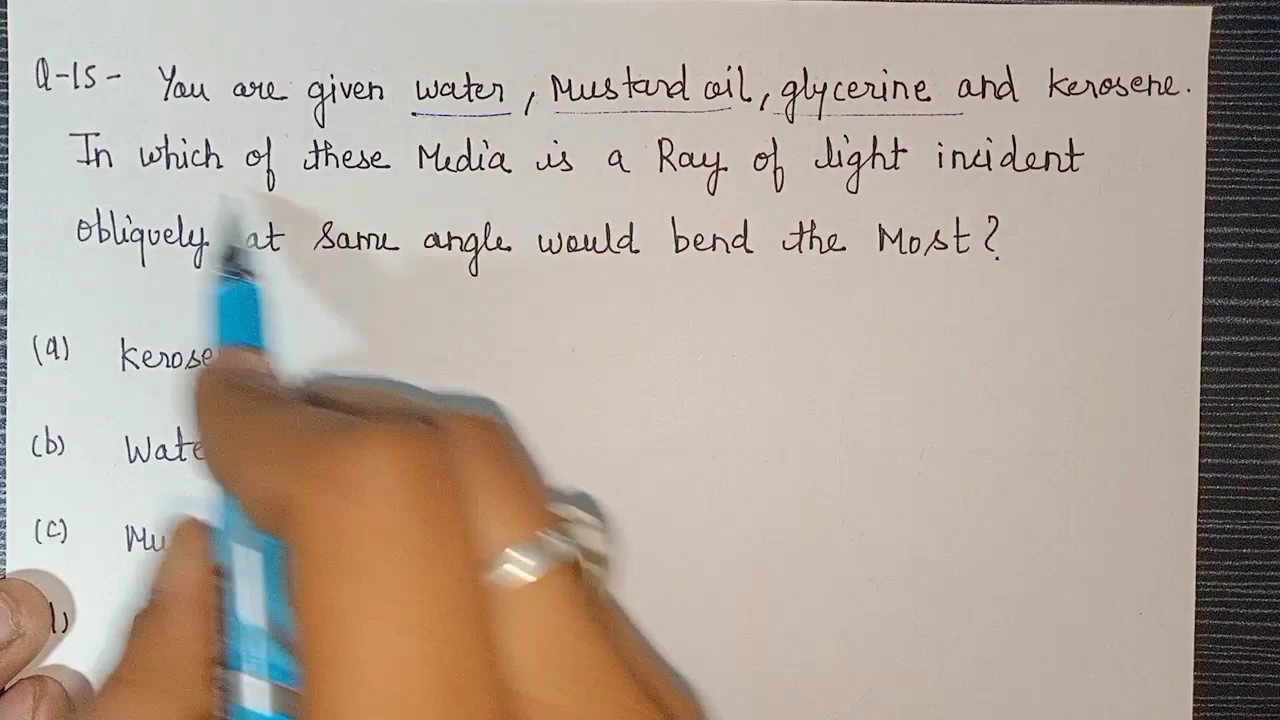 Q-15- You are given water, Mustard oil, glycerine and kerosene.
In which of these Media is a Ray of light incident
obliquely at same angle would bend the Most?
(a) kerose
(b) Wate
(c) Mu